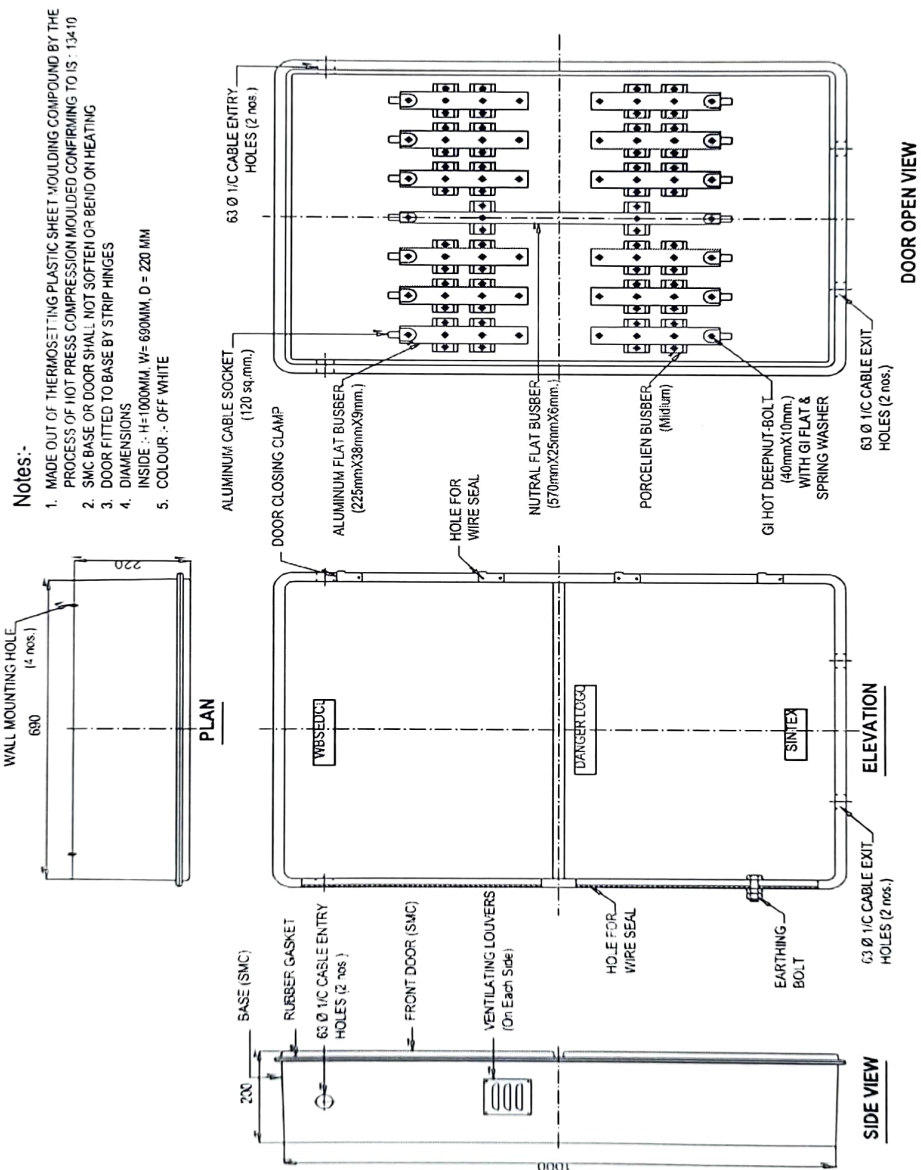 Notes:-
1. MADE OUT OF THERMOSETTING PLASTIC SHEET MOULDING COMPOUND BY THE
PROCESS OF HOT PRESS COMPRESSION MOULDED CONFIRMING TO IS : 13410
2. SMC BASE OR DOOR SHALL NOT SOFTEN OR BEND ON HEATING
3. DOOR FITTED TO BASE BY STRIP HINGES
4. DIAMENSIONS
INSIDE :- H=1000MM, W= 690MM, D = 220 MM
5. COLOUR :- OFF WHITE
WALL MOUNTING HOLE
(4 nos.)
690
220
PLAN
63 Ø 1/C CABLE ENTRY
HOLES (2 nos.)
ALUMINUM CABLE SOCKET
(120 sq.mm.)
ALUMINUM FLAT BUSBER
(225mmX38mmX9mm.)
NUTRAL FLAT BUSBER
(570mmX25mmX6mm.)
PORCELIEN BUSBER
(Midium)
GI HOT DEEPNUT-BOLT
(40mmX10mm.)
WITH GI FLAT &
SPRING WASHER
63 Ø 1/C CABLE EXIT
HOLES (2 nos.)
DOOR OPEN VIEW
DOOR CLOSING CLAMP
HOLE FOR
WIRE SEAL
WBSEDCL
DANGER LOGO
SINTEX
HOLE FOR
WIRE SEAL
EARTHING
BOLT
63 Ø 1/C CABLE EXIT
HOLES (2 nos.)
ELEVATION
BASE (SMC)
RUBBER GASKET
63 Ø 1/C CABLE ENTRY
HOLES (2 nos.)
FRONT DOOR (SMC)
VENTILATING LOUVERS
(On Each Side)
200
1000
SIDE VIEW